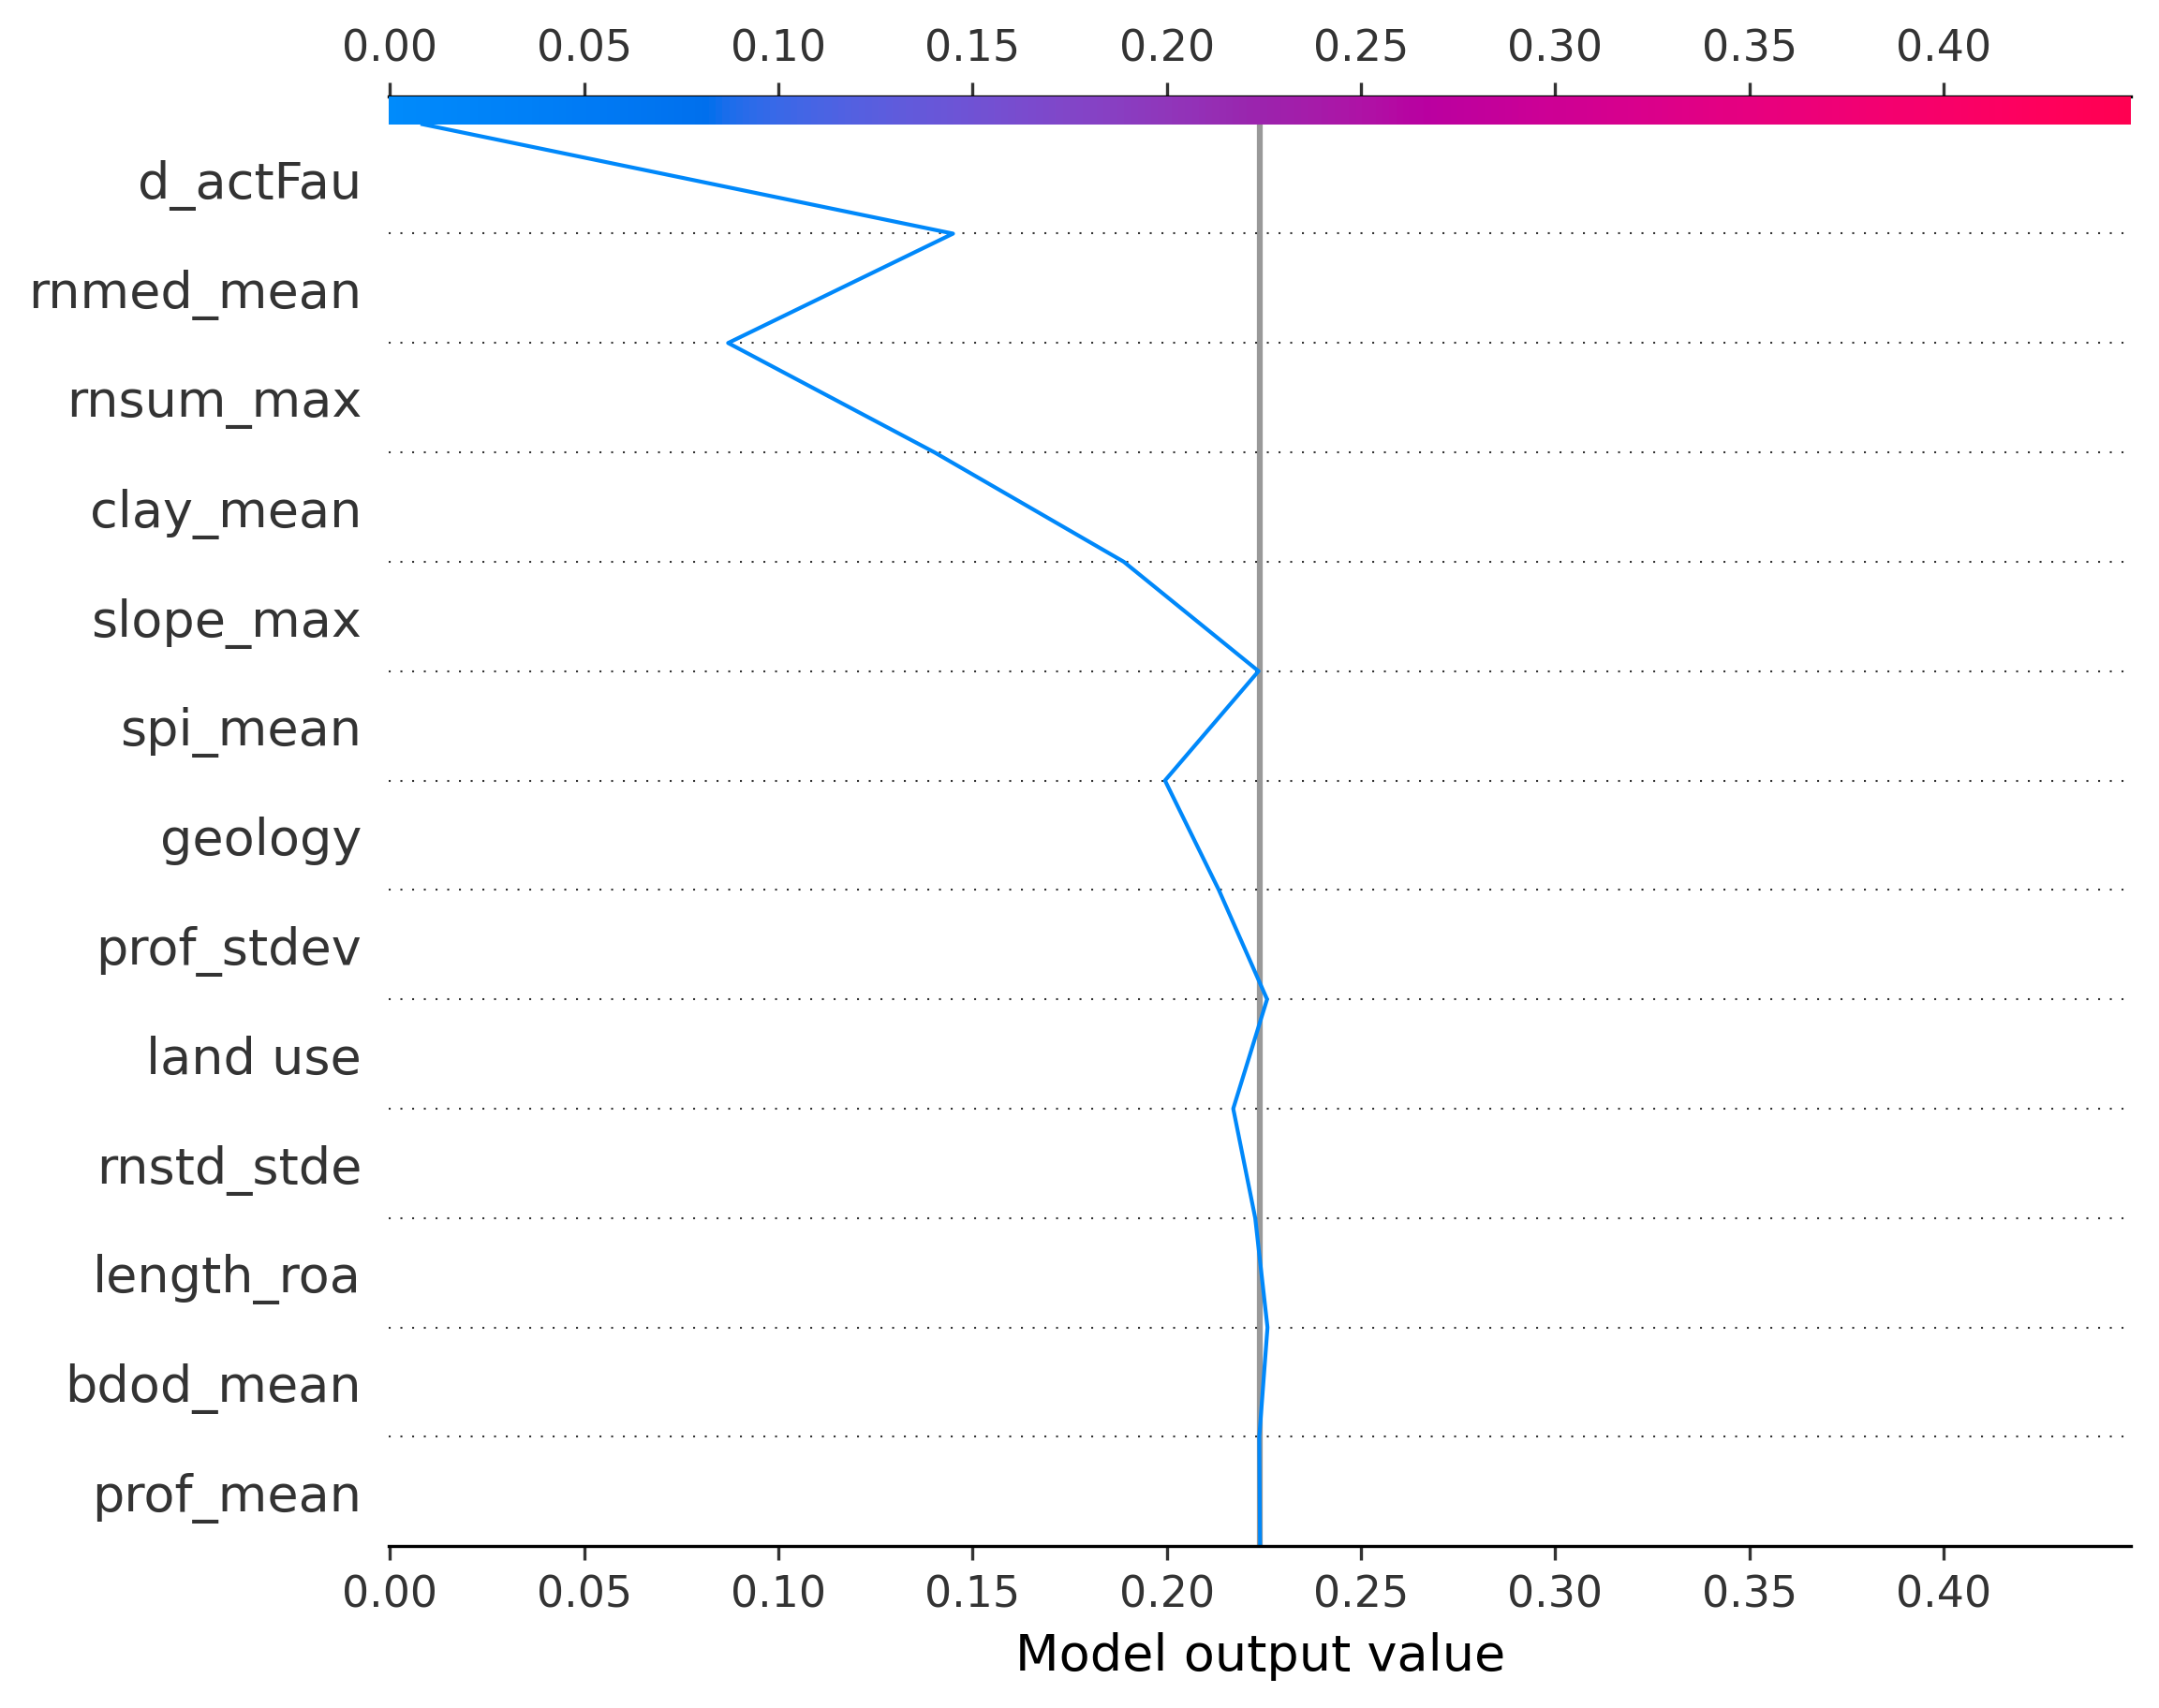 0.00 0.05 0.10 0.15 0.20 0.25 0.30 0.35 0.40
d_actFau
rnmed_mean
rnsum_max
clay_mean
slope_max
spi_mean
geology
prof_stdev
land use
rnstd_stde
length_roa
bdod_mean
prof_mean
0.00 0.05 0.10 0.15 0.20 0.25 0.30 0.35 0.40
Model output value